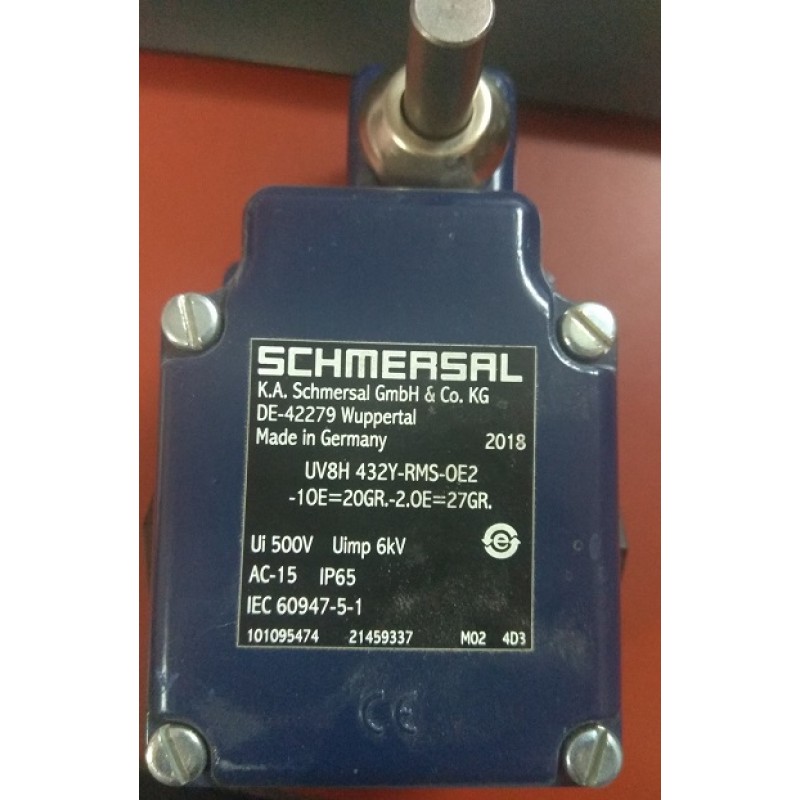 SCHMERSAL
K.A. Schmersal GmbH & Co. KG
DE-42279 Wuppertal
Made in Germany 2018
UV8H 432Y-RMS-OE2
-1OE=20GR.-2.OE=27GR.
Ui 500V Uimp 6kV
e
AC-15 IP65
IEC 60947-5-1
101095474 21459337 M02 4D3
CE